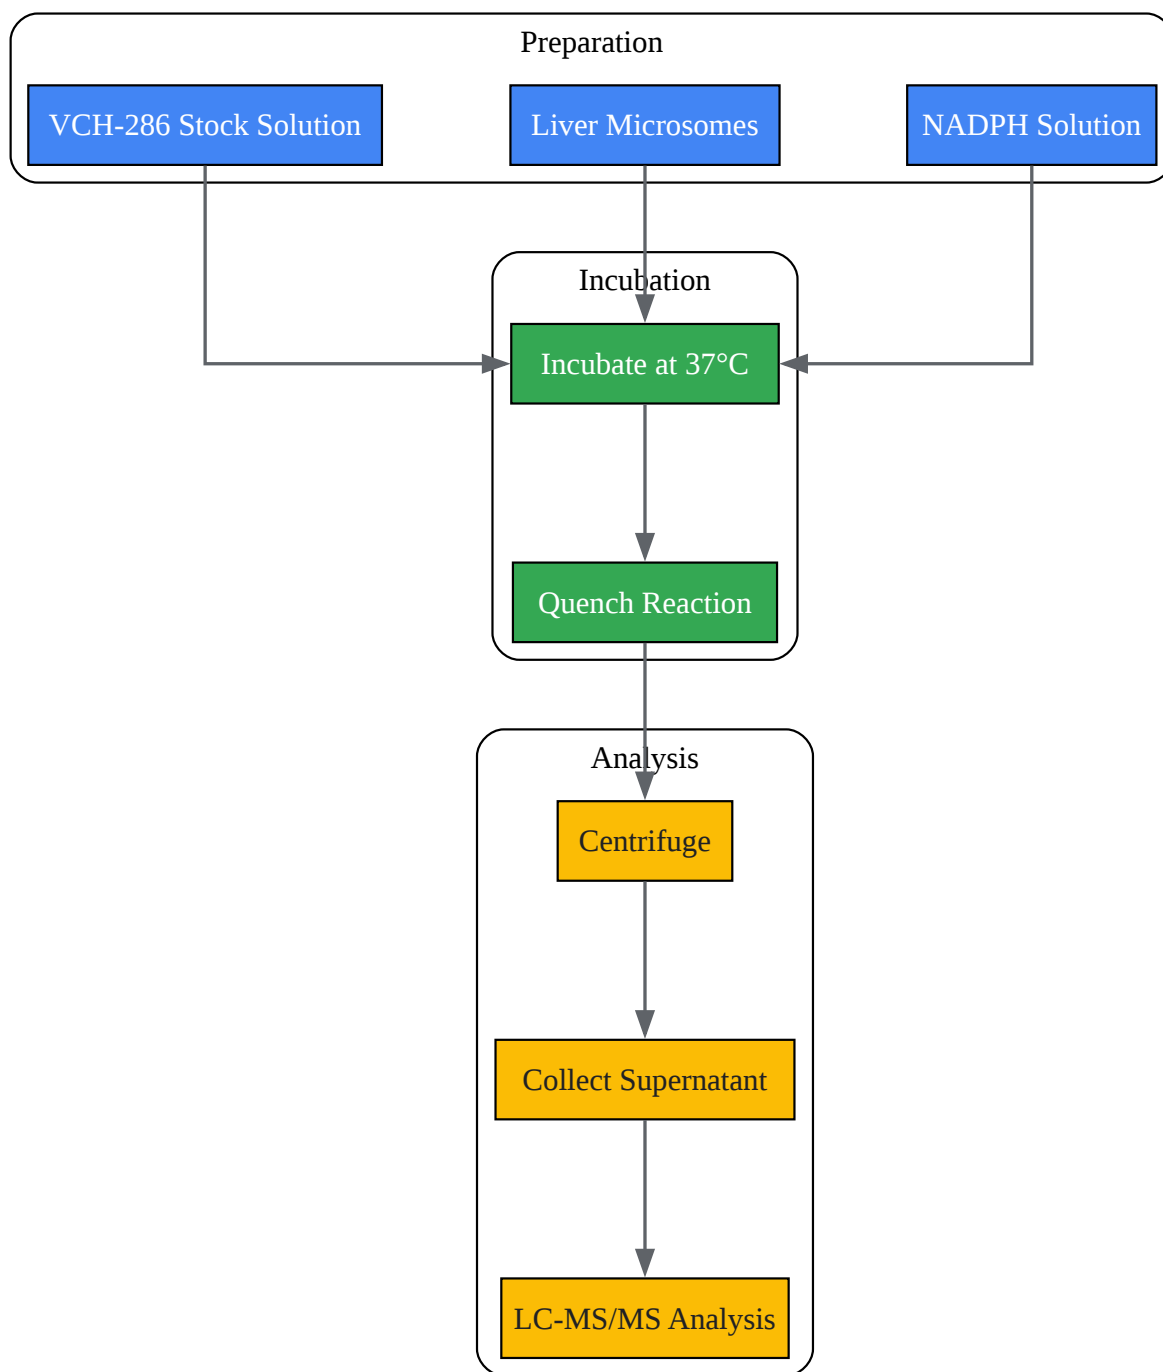 Preparation
VCH-286 Stock Solution
Liver Microsomes
NADPH Solution
Incubation
Incubate at 37°C
Quench Reaction
Analysis
Centrifuge
Collect Supernatant
LC-MS/MS Analysis